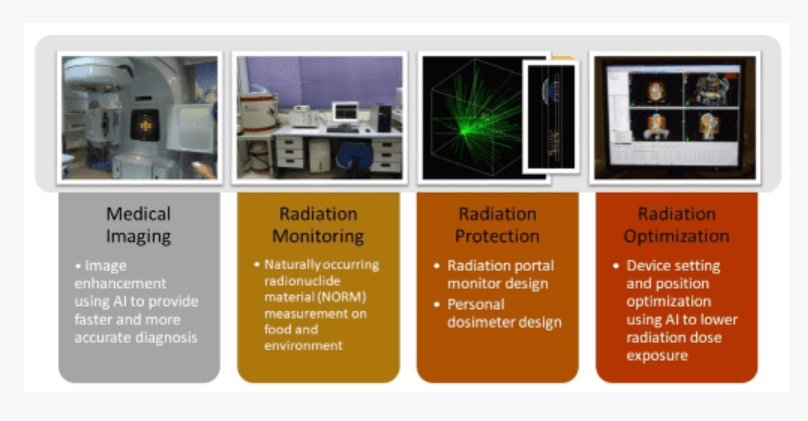 Medical
Imaging
• Image
enhancement
using AI to provide
faster and more
accurate diagnosis
Radiation
Monitoring
• Naturally occurring
radionuclide
material (NORM)
measurement on
food and
environment
Radiation
Protection
• Radiation portal
monitor design
• Personal
dosimeter design
Radiation
Optimization
• Device setting
and position
optimization
using AI to lower
radiation dose
exposure